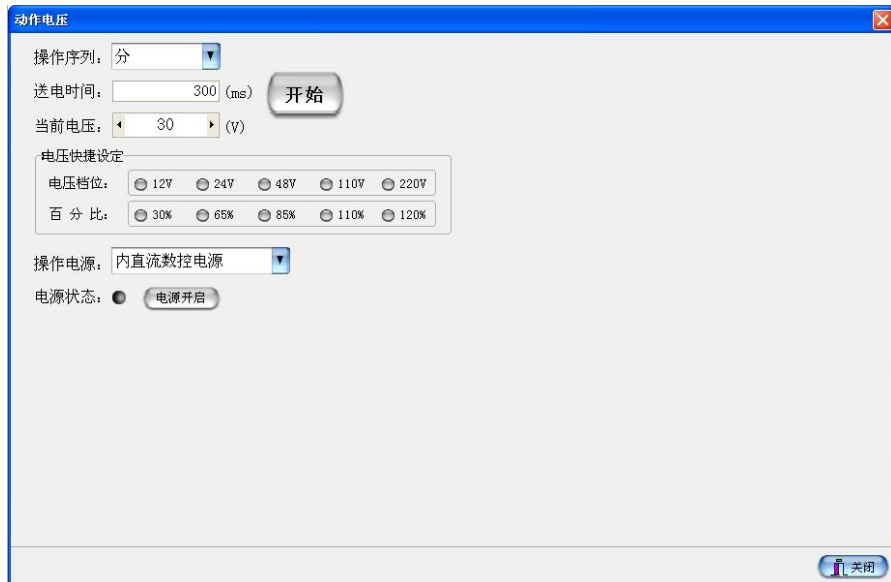 动作电压
操作序列：分
送电时间： 300 (ms) 开始
当前电压： 30 (V)
电压快捷设定
电压档位： 12V 24V 48V 110V 220V
百 分 比： 30% 65% 85% 110% 120%
操作电源：内直流数控电源
电源状态： 电源开启
关闭